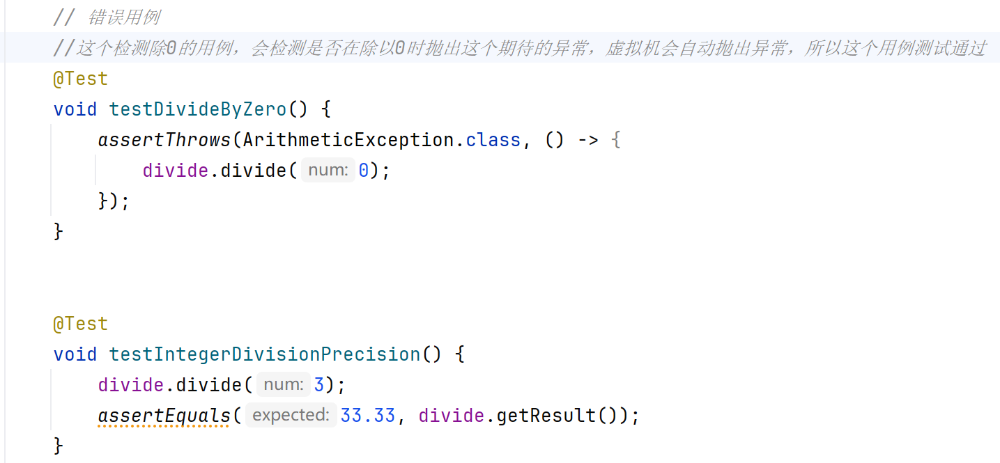 // 错误用例
//这个检测除0的用例，会检测是否在除以0时抛出这个期待的异常，虚拟机会自动抛出异常，所以这个用例测试通过
@Test
void testDivideByZero() {
assertThrows(ArithmeticException.class, () -> {
divide.divide( num: 0);
});
}
@Test
void testIntegerDivisionPrecision() {
divide.divide( num: 3);
assertEquals( expected: 33.33, divide.getResult());
}